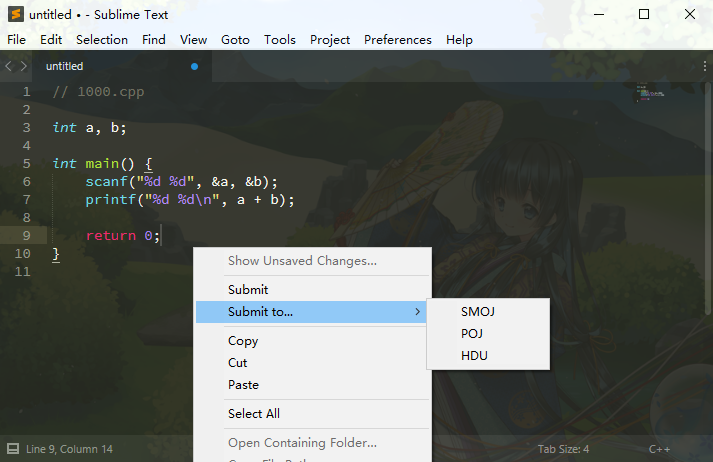 untitled • - Sublime Text
File Edit Selection Find View Goto Tools Project Preferences Help
untitled
1 // 1000.cpp
2
3 int a, b;
4
5 int main() {
6 scanf("%d %d", &a, &b);
7 printf("%d %d\n", a + b);
8
9 return 0;
10 }
11
Show Unsaved Changes...
Submit
Submit to...
SMOJ
POJ
HDU
Copy
Cut
Paste
Select All
Open Containing Folder...
Line 9, Column 14
Tab Size: 4
C++